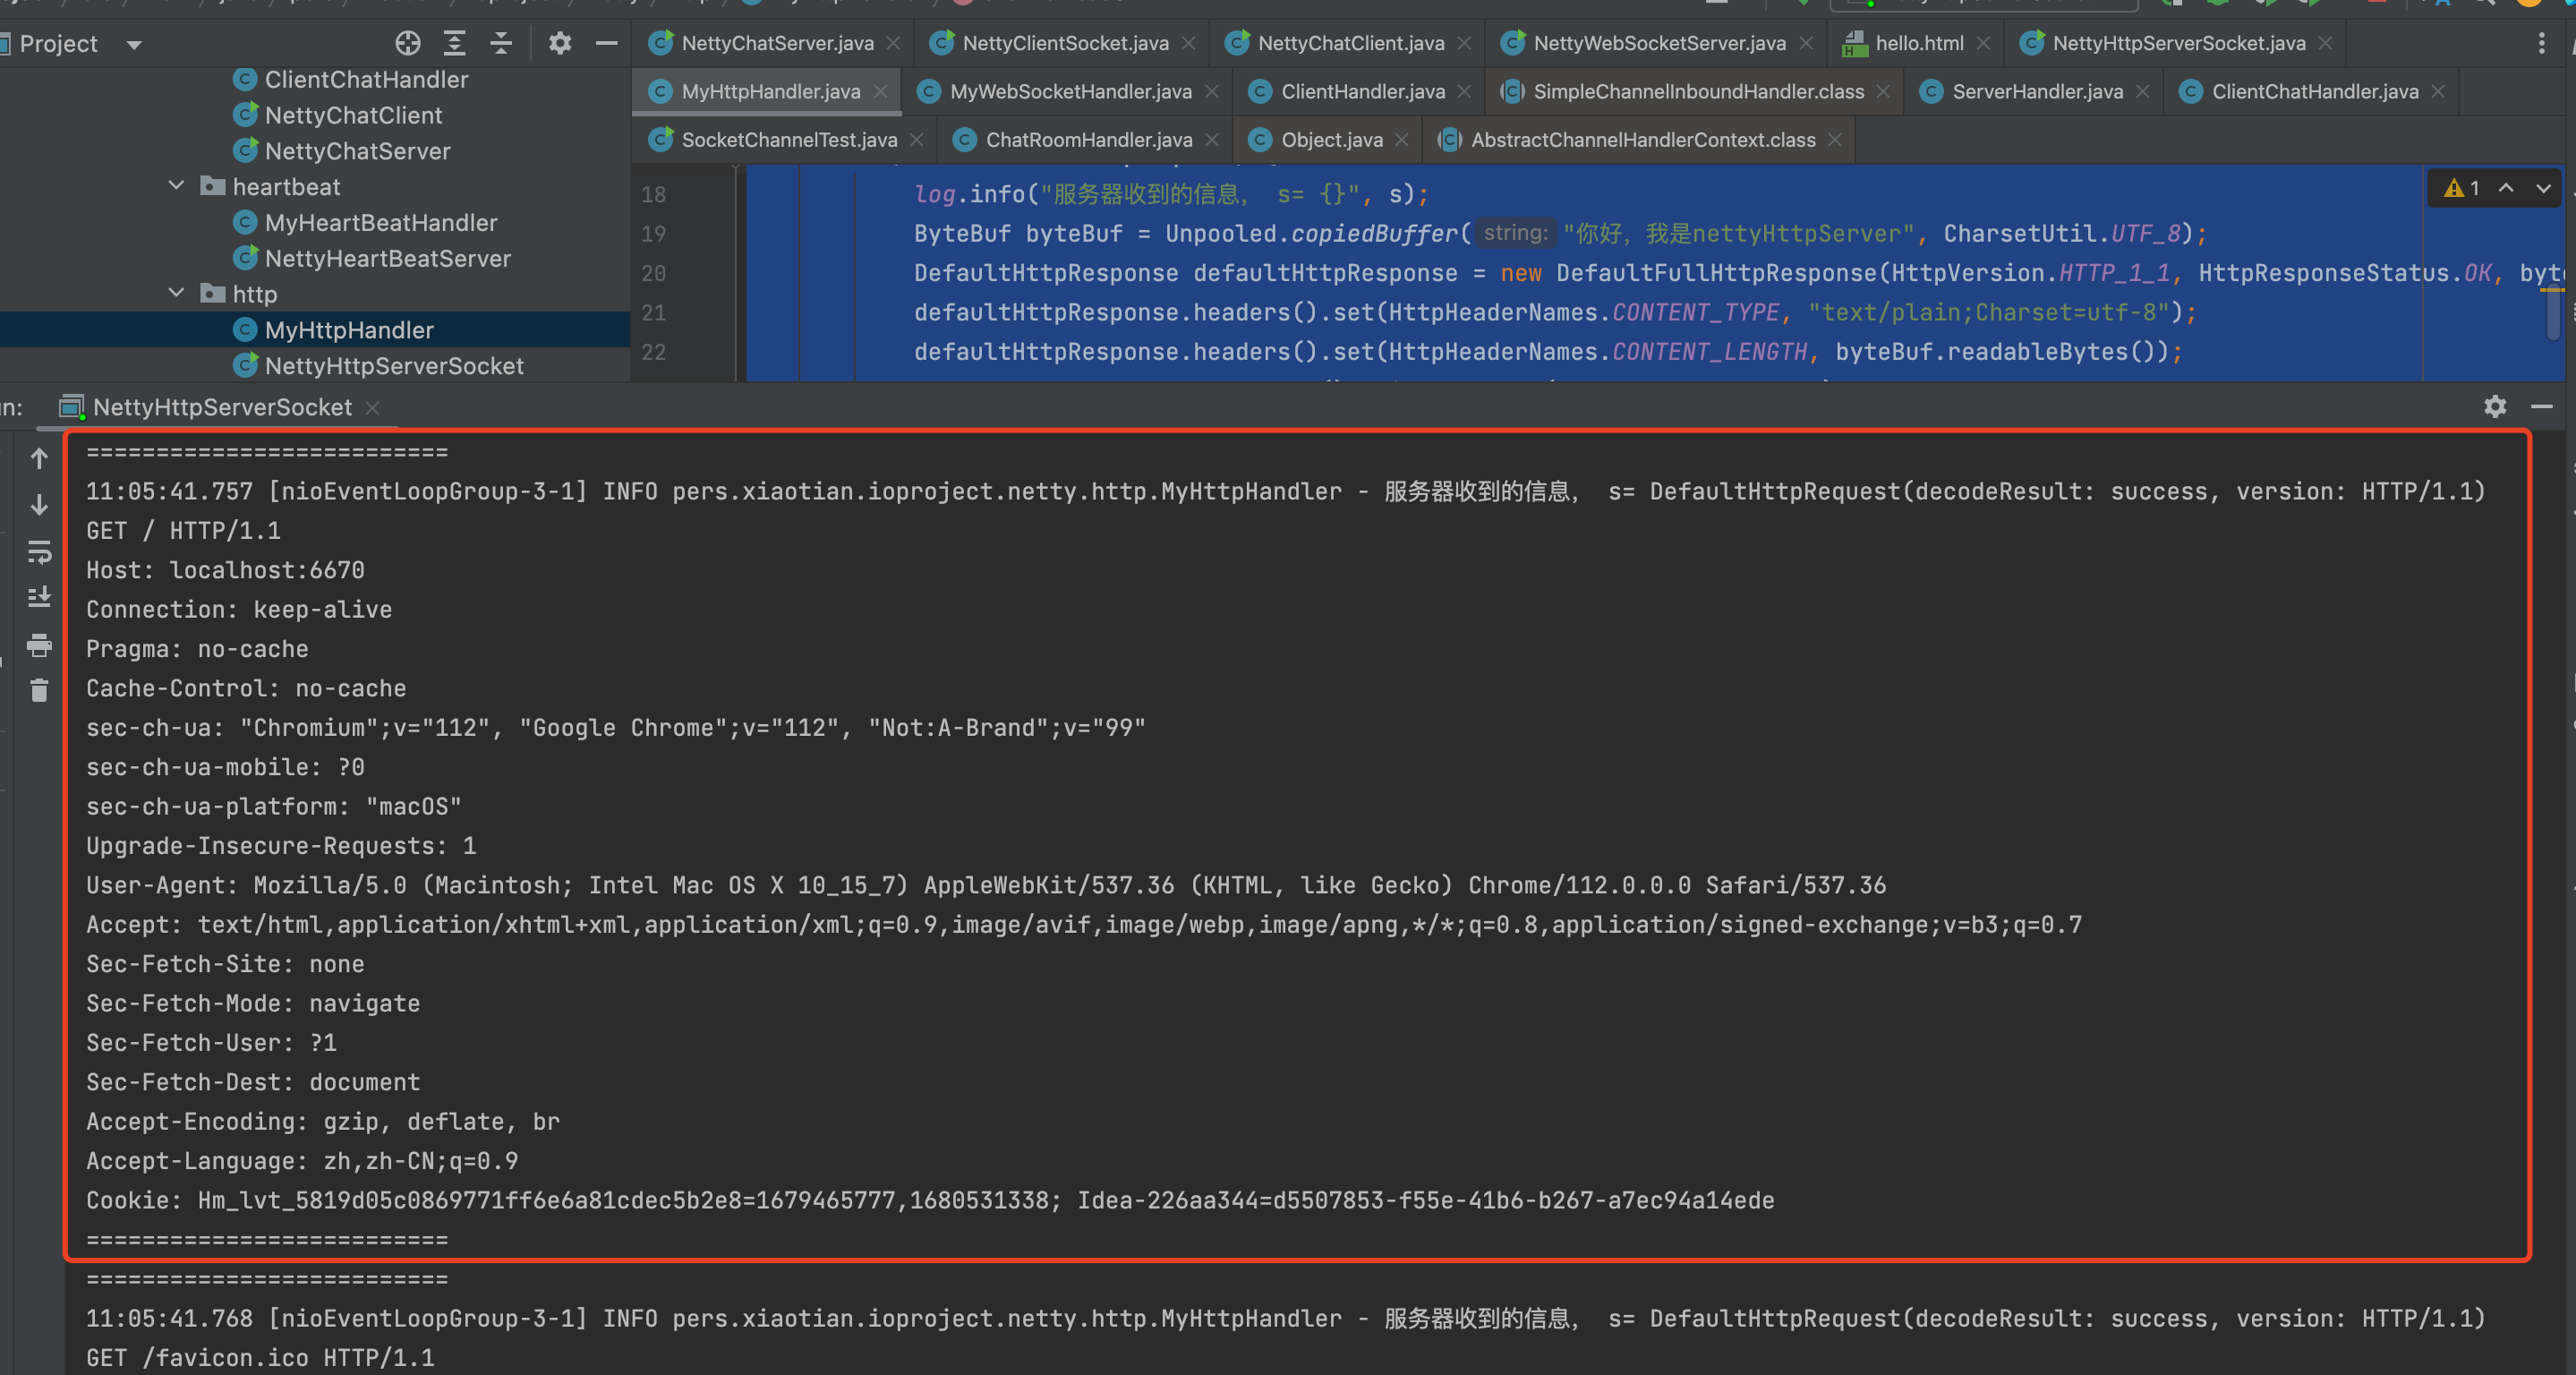 Project
NettyChatServer.java NettyClientSocket.java NettyChatClient.java NettyWebSocketServer.java hello.html NettyHttpServerSocket.java
MyHttpHandler.java MyWebSocketHandler.java ClientHandler.java SimpleChannelInboundHandler.class ServerHandler.java ClientChatHandler.java
SocketChannelTest.java ChatRoomHandler.java Object.java AbstractChannelHandlerContext.class
ClientChatHandler
NettyChatClient
NettyChatServer
heartbeat
MyHeartBeatHandler
NettyHeartBeatServer
http
MyHttpHandler
NettyHttpServerSocket
1
18 log.info("服务器收到的信息， s= {}", s);
19 ByteBuf byteBuf = Unpooled.copiedBuffer( string: "你好，我是nettyHttpServer", CharsetUtil.UTF_8);
20 DefaultHttpResponse defaultHttpResponse = new DefaultFullHttpResponse(HttpVersion.HTTP_1_1, HttpResponseStatus.OK, byt
21 defaultHttpResponse.headers().set(HttpHeaderNames.CONTENT_TYPE, "text/plain;Charset=utf-8");
22 defaultHttpResponse.headers().set(HttpHeaderNames.CONTENT_LENGTH, byteBuf.readableBytes());
un: NettyHttpServerSocket
==========================
11:05:41.757 [nioEventLoopGroup-3-1] INFO pers.xiaotian.ioproject.netty.http.MyHttpHandler - 服务器收到的信息， s= DefaultHttpRequest(decodeResult: success, version: HTTP/1.1)
GET / HTTP/1.1
Host: localhost:6670
Connection: keep-alive
Pragma: no-cache
Cache-Control: no-cache
sec-ch-ua: "Chromium";v="112", "Google Chrome";v="112", "Not:A-Brand";v="99"
sec-ch-ua-mobile: ?0
sec-ch-ua-platform: "macOS"
Upgrade-Insecure-Requests: 1
User-Agent: Mozilla/5.0 (Macintosh; Intel Mac OS X 10_15_7) AppleWebKit/537.36 (KHTML, like Gecko) Chrome/112.0.0.0 Safari/537.36
Accept: text/html,application/xhtml+xml,application/xml;q=0.9,image/avif,image/webp,image/apng,*/*;q=0.8,application/signed-exchange;v=b3;q=0.7
Sec-Fetch-Site: none
Sec-Fetch-Mode: navigate
Sec-Fetch-User: ?1
Sec-Fetch-Dest: document
Accept-Encoding: gzip, deflate, br
Accept-Language: zh,zh-CN;q=0.9
Cookie: Hm_lvt_5819d05c0869771ff6e6a81cdec5b2e8=1679465777,1680531338; Idea-226aa344=d5507853-f55e-41b6-b267-a7ec94a14ede
==========================
==========================
11:05:41.768 [nioEventLoopGroup-3-1] INFO pers.xiaotian.ioproject.netty.http.MyHttpHandler - 服务器收到的信息， s= DefaultHttpRequest(decodeResult: success, version: HTTP/1.1)
GET /favicon.ico HTTP/1.1